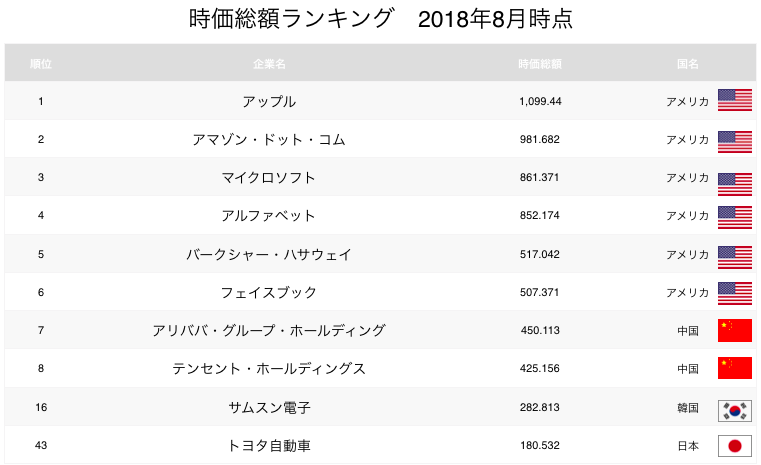 時価総額ランキング　2018年8月時点
順位 企業名 時価総額 国名
1 アップル 1,099.44 アメリカ
2 アマゾン・ドット・コム 981.682 アメリカ
3 マイクロソフト 861.371 アメリカ
4 アルファベット 852.174 アメリカ
5 バークシャー・ハサウェイ 517.042 アメリカ
6 フェイスブック 507.371 アメリカ
7 アリババ・グループ・ホールディング 450.113 中国
8 テンセント・ホールディングス 425.156 中国
16 サムスン電子 282.813 韓国
43 トヨタ自動車 180.532 日本